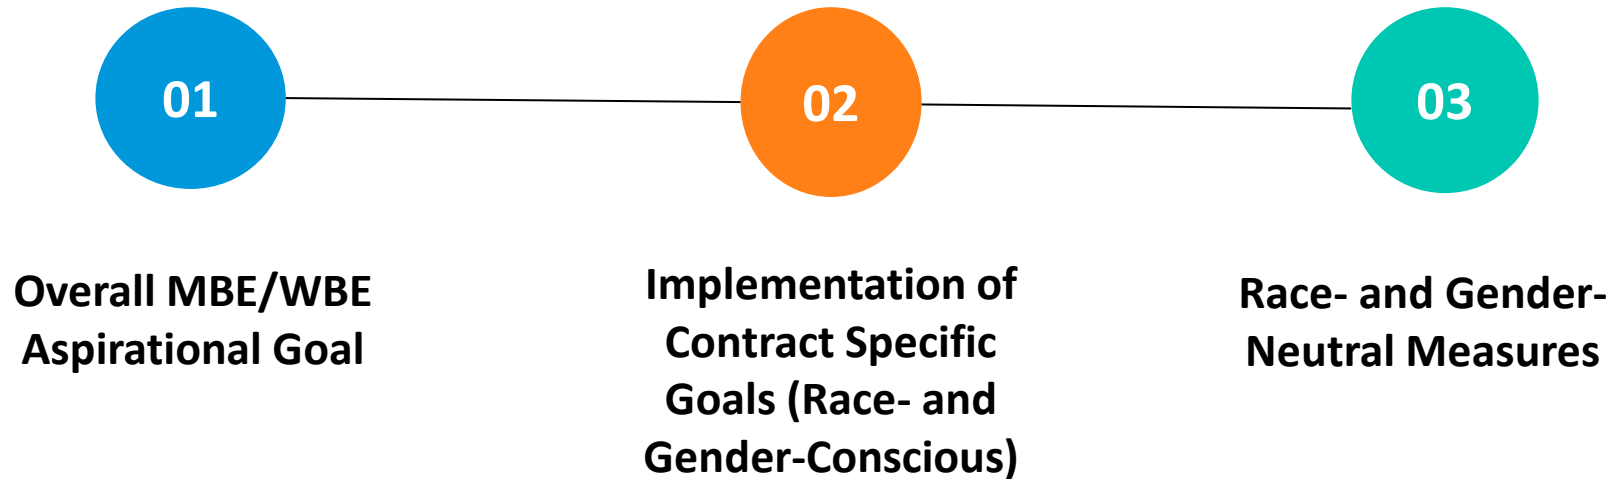 01
Overall MBE/WBE
Aspirational Goal
02
Implementation of
Contract Specific
Goals (Race- and
Gender-Conscious)
03
Race- and Gender-
Neutral Measures